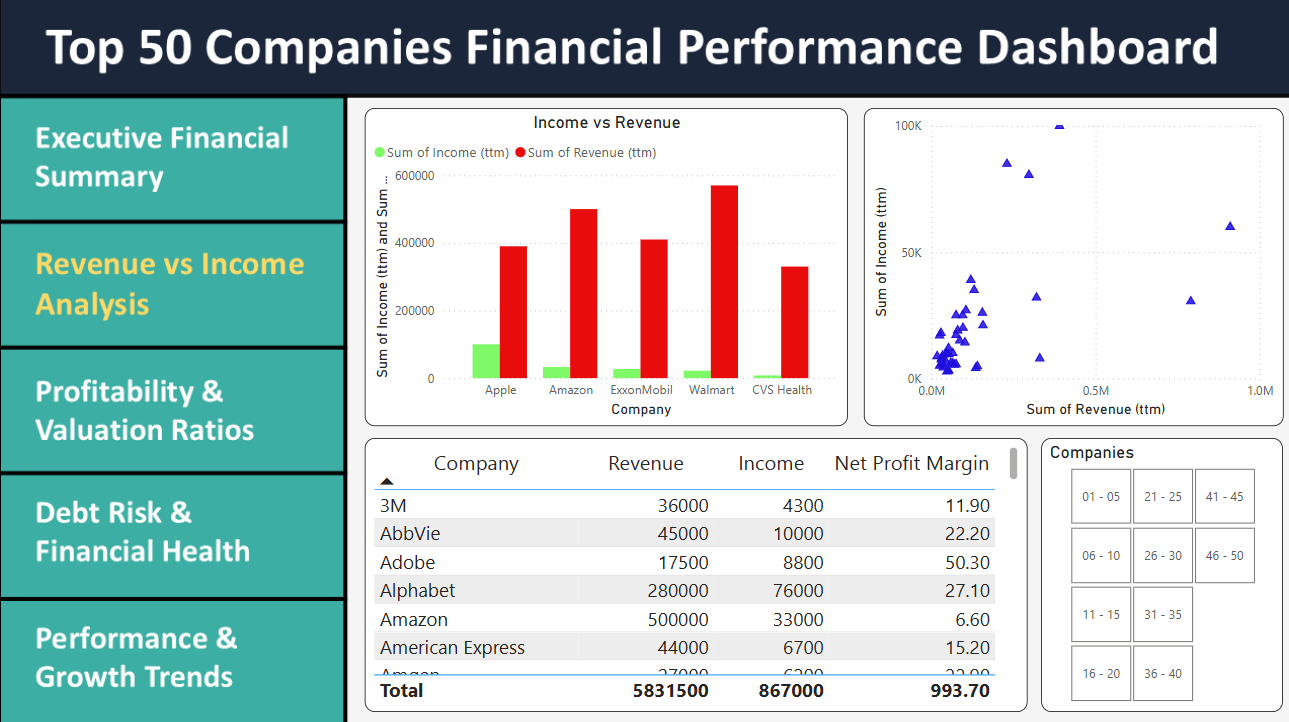 Top 50 Companies Financial Performance Dashboard
Executive Financial
Summary
Revenue vs Income
Analysis
Profitability &
Valuation Ratios
Debt Risk &
Financial Health
Performance &
Growth Trends
Income vs Revenue
Sum of Income (ttm) Sum of Revenue (ttm)
Sum of Income (ttm) and Sum ...
600000
400000
200000
0
Apple Amazon ExxonMobil Walmart CVS Health
Company
Sum of Income (ttm)
100K
50K
0K
0.0M 0.5M 1.0M
Sum of Revenue (ttm)
Company Revenue Income Net Profit Margin
3M 36000 4300 11.90
AbbVie 45000 10000 22.20
Adobe 17500 8800 50.30
Alphabet 280000 76000 27.10
Amazon 500000 33000 6.60
American Express 44000 6700 15.20
Total 5831500 867000 993.70
Companies
01 - 05 21 - 25 41 - 45
06 - 10 26 - 30 46 - 50
11 - 15 31 - 35
16 - 20 36 - 40